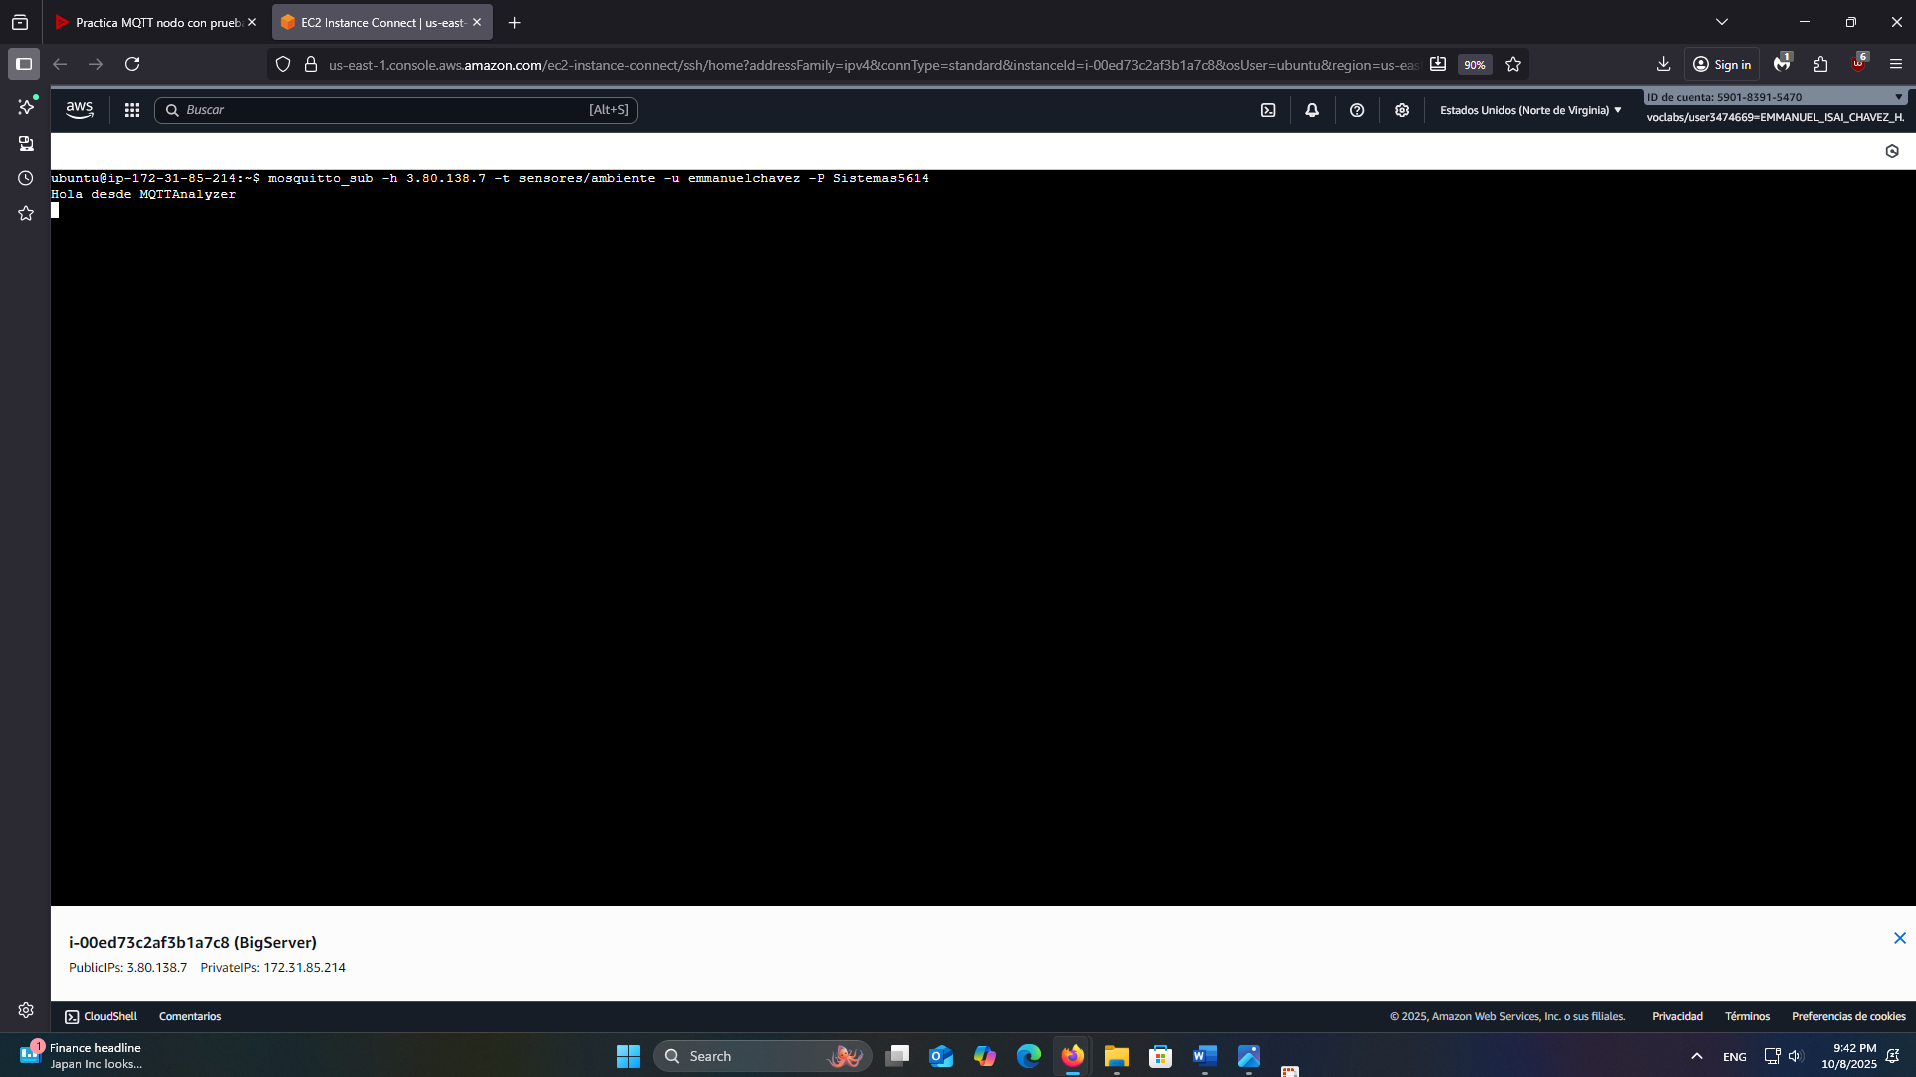 Practica MQTT nodo con prueb
EC2 Instance Connect | us-east-
us-east-1.console.aws.amazon.com/ec2-instance-connect/ssh/home?addressFamily=ipv4&connType=standard&instanceId=i-00ed73c2af3b1a7c8&osUser=ubuntu&region=us-eas
90%
Sign in
1
6
aws
Buscar
[Alt+S]
Estados Unidos (Norte de Virginia)
ID de cuenta: 5901-8391-5470
voclabs/user3474669=EMMANUEL_ISAI_CHAVEZ_H.
ubuntu@ip-172-31-85-214:~$ mosquitto_sub -h 3.80.138.7 -t sensores/ambiente -u emmanuelchavez -P Sistemas5614
Hola desde MQTTAnalyzer
i-00ed73c2af3b1a7c8 (BigServer)
PublicIPs: 3.80.138.7 PrivateIPs: 172.31.85.214
CloudShell
Comentarios
© 2025, Amazon Web Services, Inc. o sus filiales.
Privacidad
Términos
Preferencias de cookies
1
Finance headline
Japan Inc looks...
Search
ENG
9:42 PM
10/8/2025